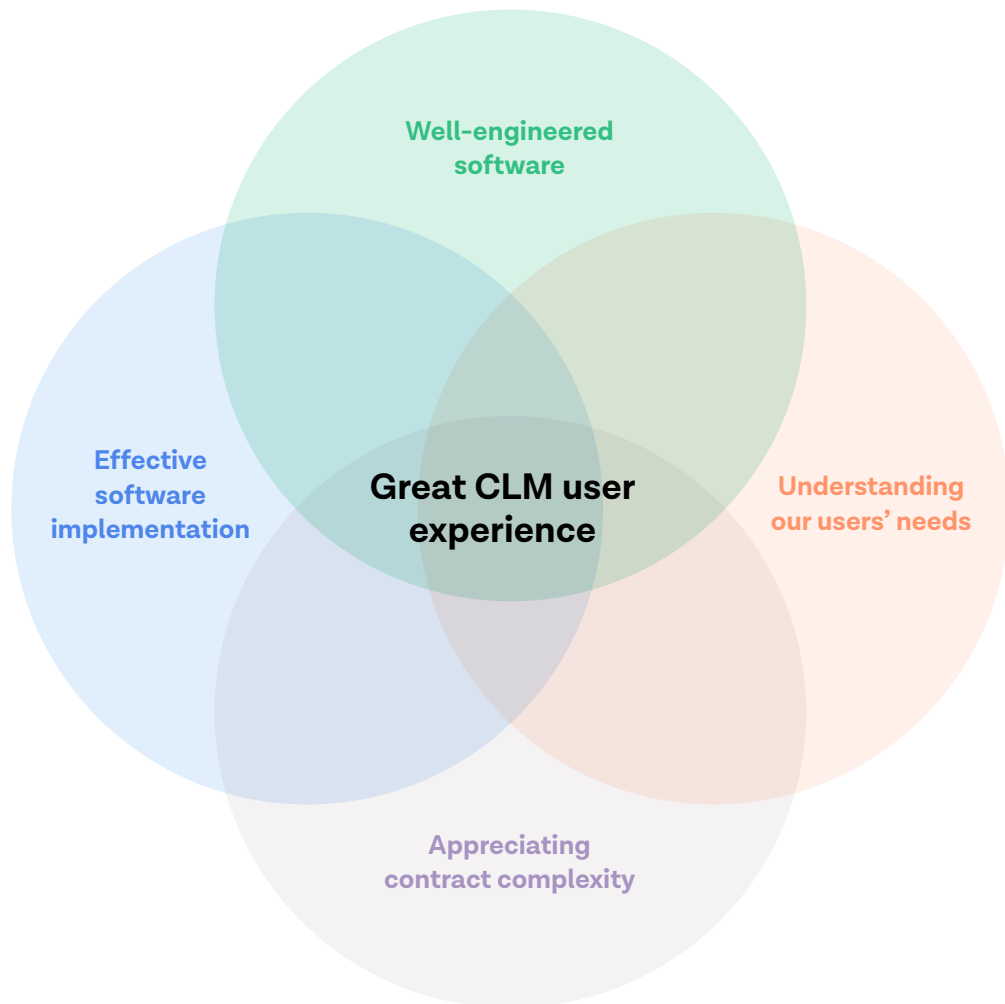 Well-engineered
software
Effective
software
implementation
Great CLM user
experience
Understanding
our users’ needs
Appreciating
contract complexity